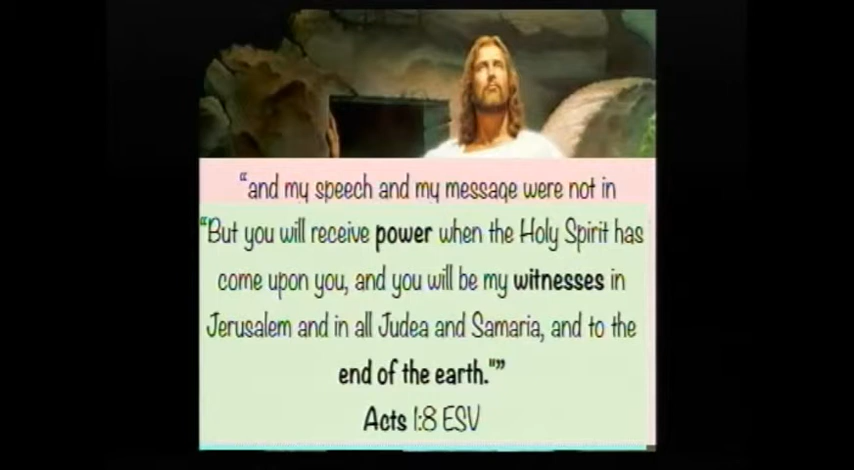 “and my speech and my message were not in
“But you will receive power when the Holy Spirit has
come upon you, and you will be my witnesses in
Jerusalem and in all Judea and Samaria, and to the
end of the earth."”
Acts 1:8 ESV